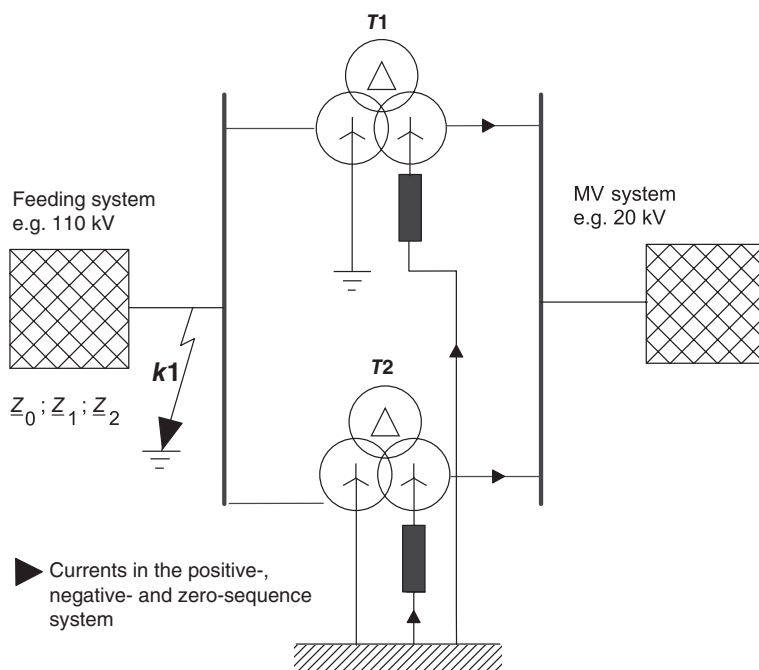 T1
Feeding system
e.g. 110 kV
MV system
e.g. 20 kV
k1
T2
Z0 ; Z1 ; Z2
Currents in the positive-,
negative- and zero-sequence
system